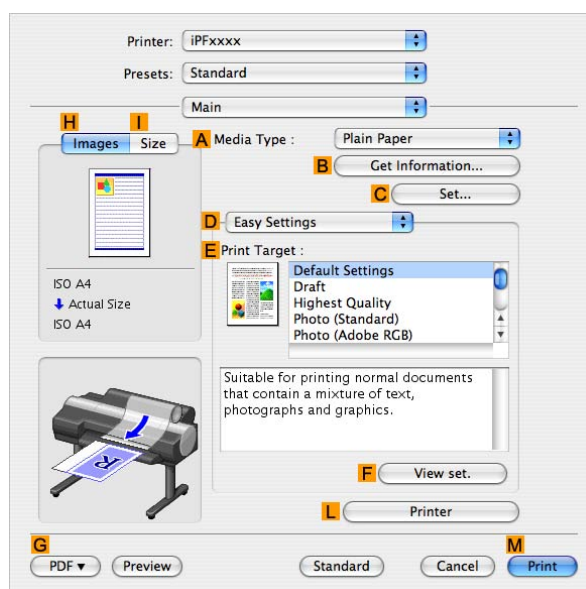 Printer: iPFxxxx
Presets: Standard
Main
H I
Images Size
A Media Type : Plain Paper
B Get Information...
C Set...
D Easy Settings
E Print Target :
Default Settings
Draft
Highest Quality
Photo (Standard)
Photo (Adobe RGB)
ISO A4
Actual Size
ISO A4
Suitable for printing normal documents
that contain a mixture of text,
photographs and graphics.
F View set.
L Printer
G M
PDF Preview Standard Cancel Print